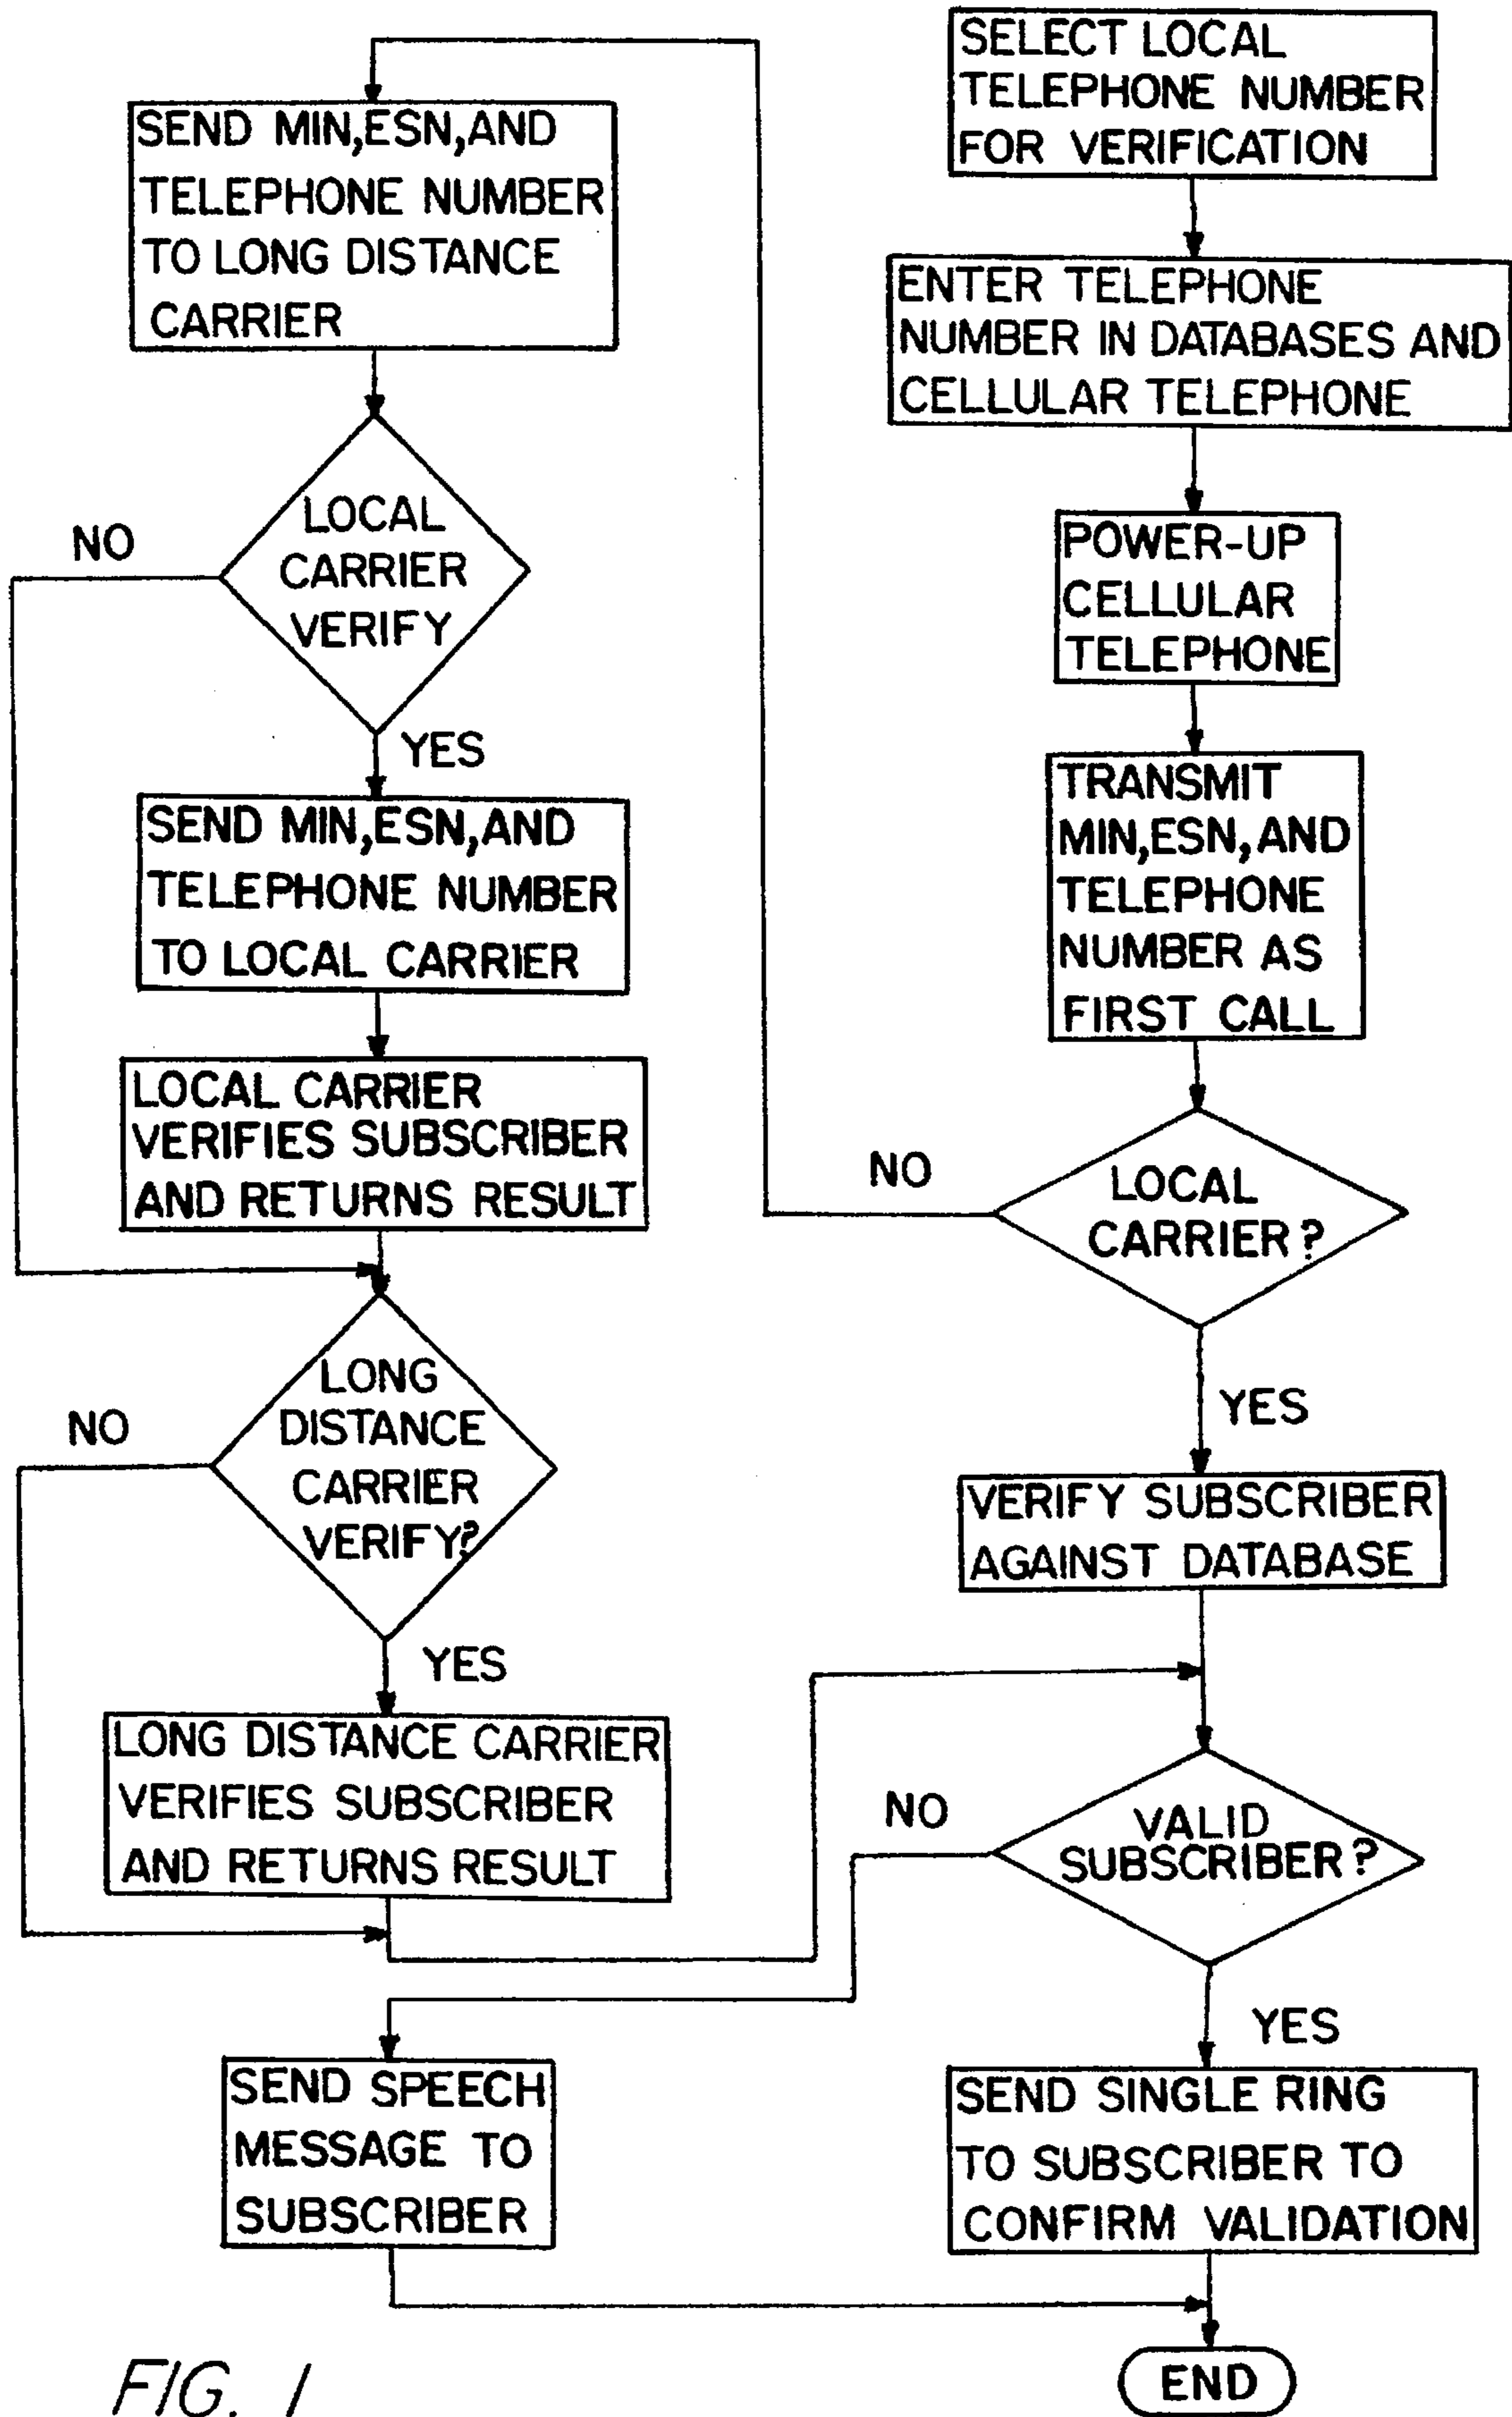 SELECT LOCAL
TELEPHONE NUMBER
FOR VERIFICATION
ENTER TELEPHONE
NUMBER IN DATABASES AND
CELLULAR TELEPHONE
POWER-UP
CELLULAR
TELEPHONE
TRANSMIT
MIN,ESN,AND
TELEPHONE
NUMBER AS
FIRST CALL
LOCAL
CARRIER?
NO
YES
SEND MIN,ESN,AND
TELEPHONE NUMBER
TO LONG DISTANCE
CARRIER
LOCAL
CARRIER
VERIFY
NO
YES
SEND MIN,ESN,AND
TELEPHONE NUMBER
TO LOCAL CARRIER
LOCAL CARRIER
VERIFIES SUBSCRIBER
AND RETURNS RESULT
LONG
DISTANCE
CARRIER
VERIFY?
NO
YES
LONG DISTANCE CARRIER
VERIFIES SUBSCRIBER
AND RETURNS RESULT
VERIFY SUBSCRIBER
AGAINST DATABASE
VALID
SUBSCRIBER?
NO
YES
SEND SPEECH
MESSAGE TO
SUBSCRIBER
SEND SINGLE RING
TO SUBSCRIBER TO
CONFIRM VALIDATION
END
FIG. 1